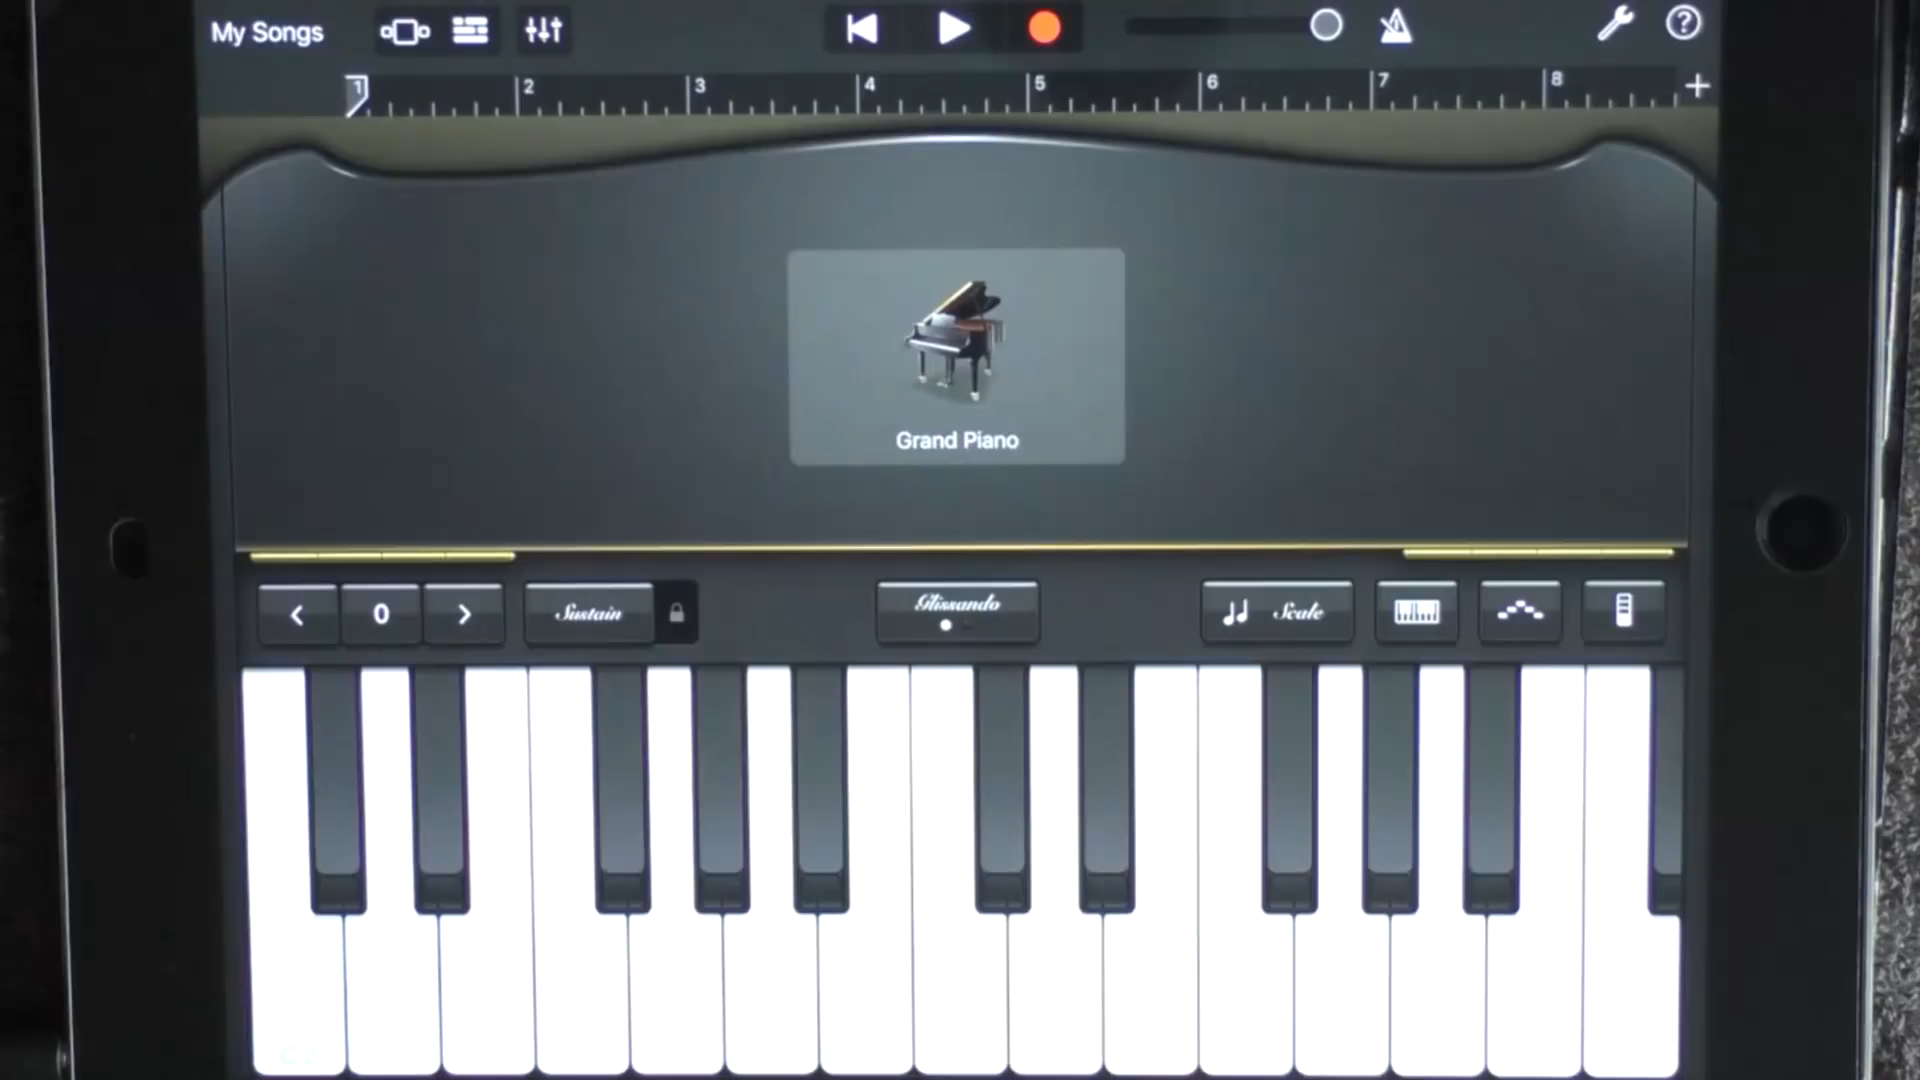 My Songs
?
1 2 3 4 5 6 7 8 +
Grand Piano
< 0 > Sustain Glissando Scale